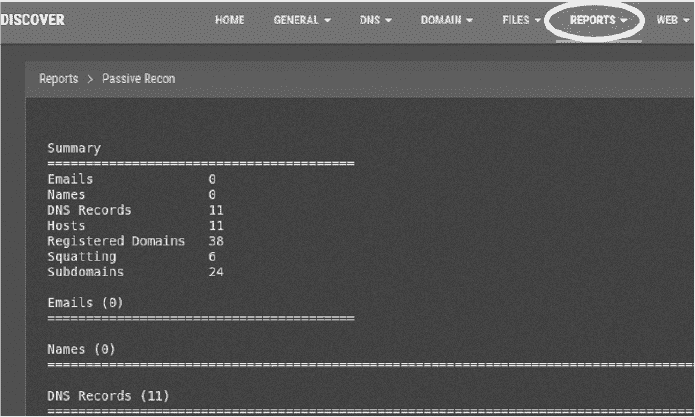 DISCOVER HOME GENERAL DNS DOMAIN FILES REPORTS WEB
Reports > Passive Recon
Summary
========================================
Emails 0
Names 0
DNS Records 11
Hosts 11
Registered Domains 38
Squatting 6
Subdomains 24
Emails (0)
========================================
Names (0)
================================================================================
DNS Records (11)
================================================================================